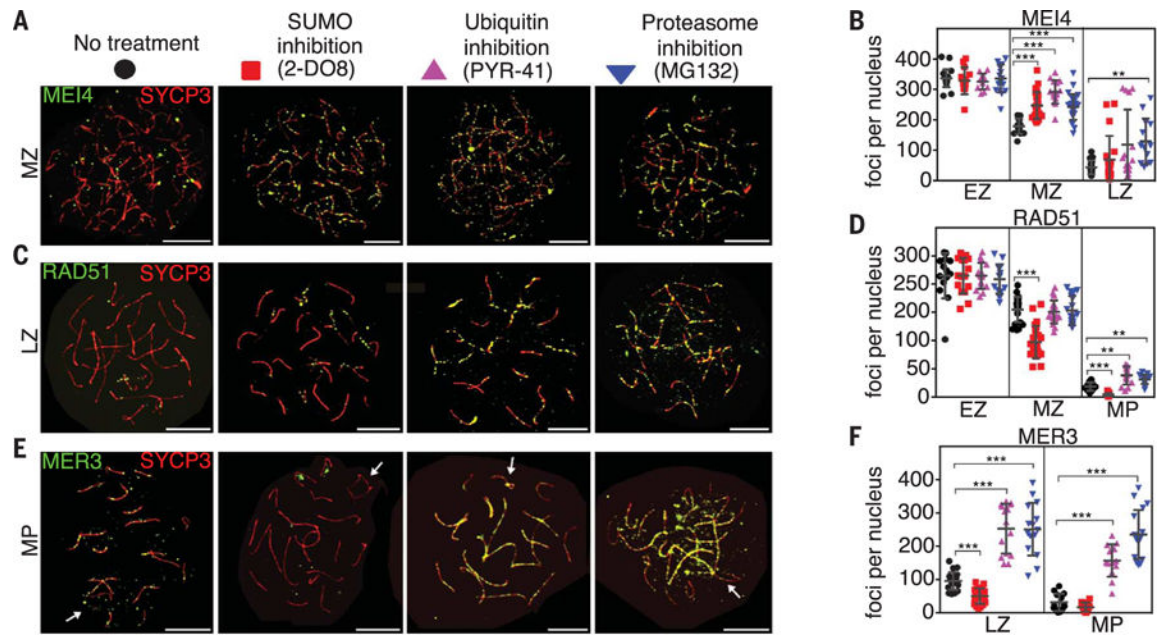 A
No treatment
SUMO
inhibition
(2-DO8)
Ubiquitin
inhibition
(PYR-41)
Proteasome
inhibition
(MG132)
MEI4 SYCP3
MZ
C
RAD51 SYCP3
LZ
E
MER3 SYCP3
MP
B
MEI4
foci per nucleus
400
300
200
100
0
***
***
***
**
EZ MZ LZ
D
RAD51
foci per nucleus
300
250
200
150
100
50
0
***
***
**
**
EZ MZ MP
F
MER3
foci per nucleus
400
300
200
100
0
***
***
***
***
***
LZ MP